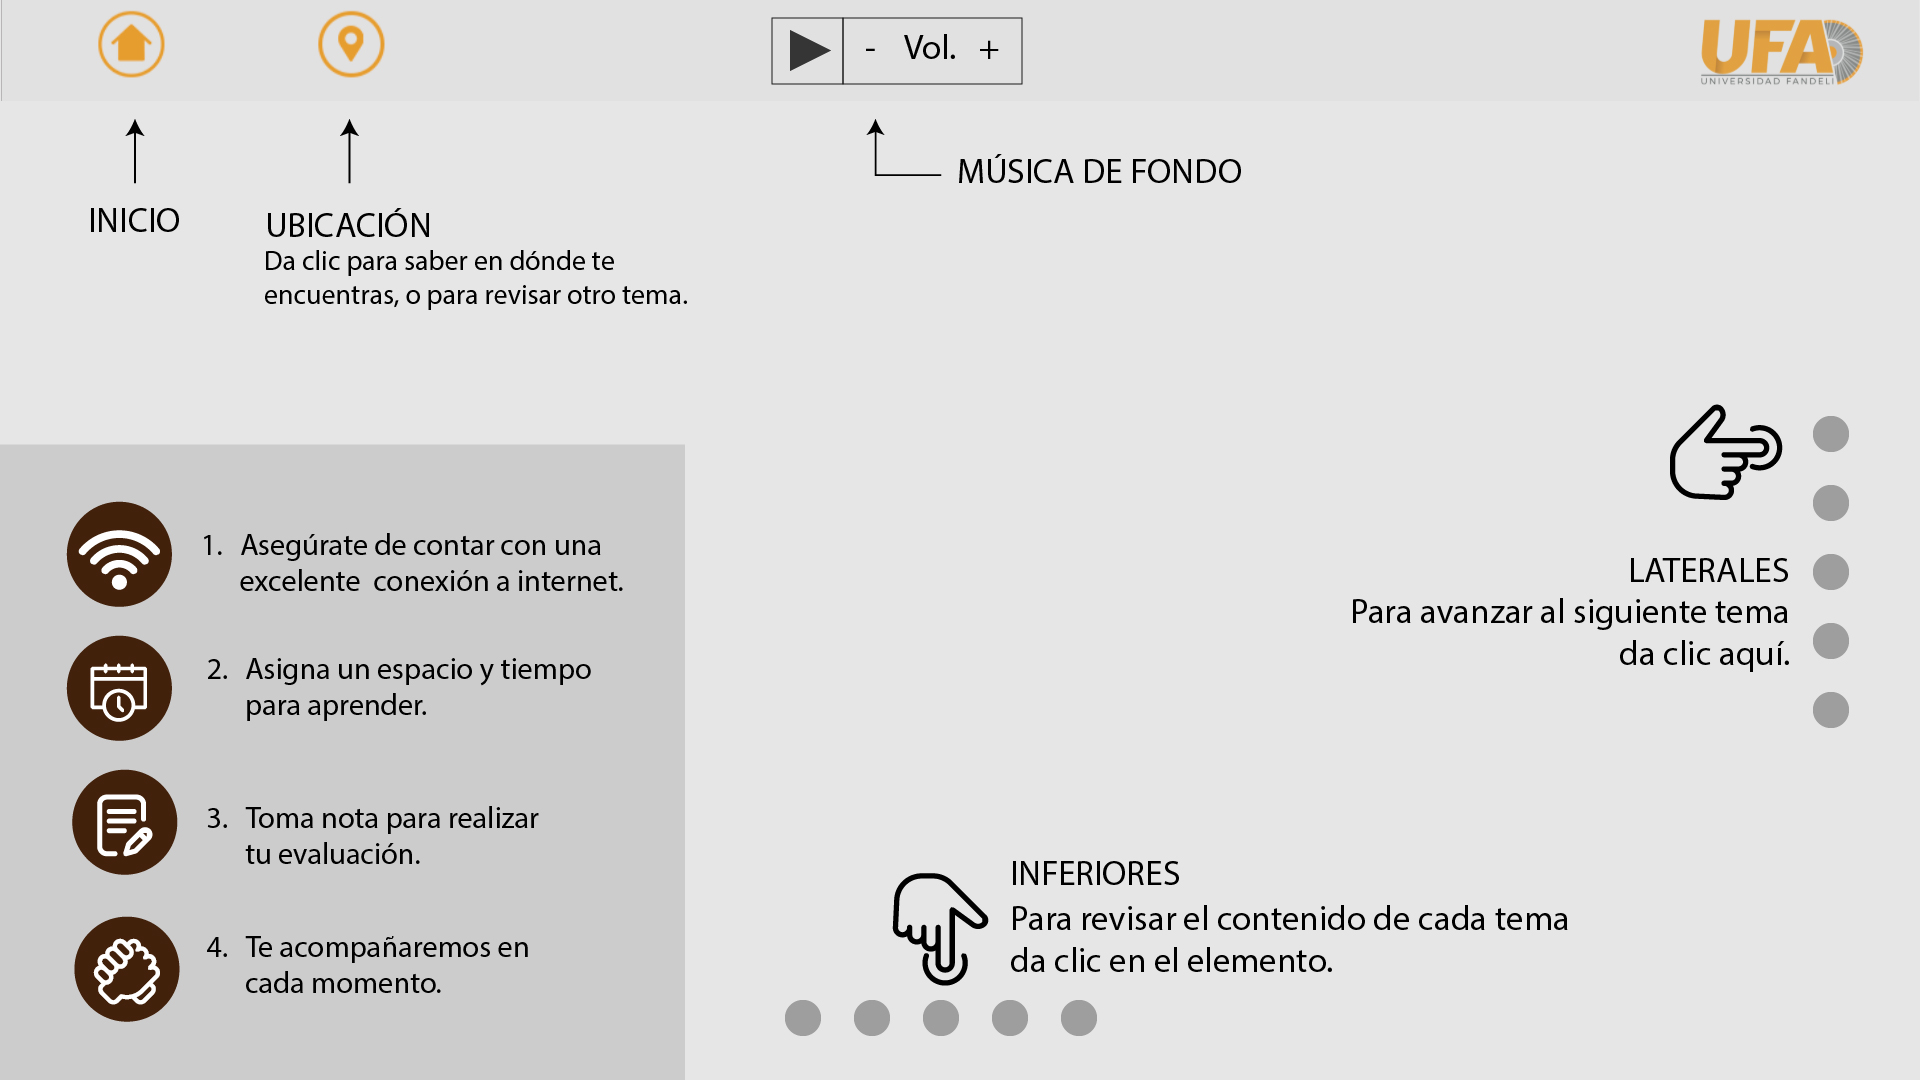 - Vol. +
UFA
UNIVERSIDAD FANDELI
INICIO
UBICACIÓN
Da clic para saber en dónde te
encuentras, o para revisar otro tema.
MÚSICA DE FONDO
1. Asegúrate de contar con una
excelente conexión a internet.
2. Asigna un espacio y tiempo
para aprender.
3. Toma nota para realizar
tu evaluación.
4. Te acompañaremos en
cada momento.
LATERALES
Para avanzar al siguiente tema
da clic aquí.
INFERIORES
Para revisar el contenido de cada tema
da clic en el elemento.